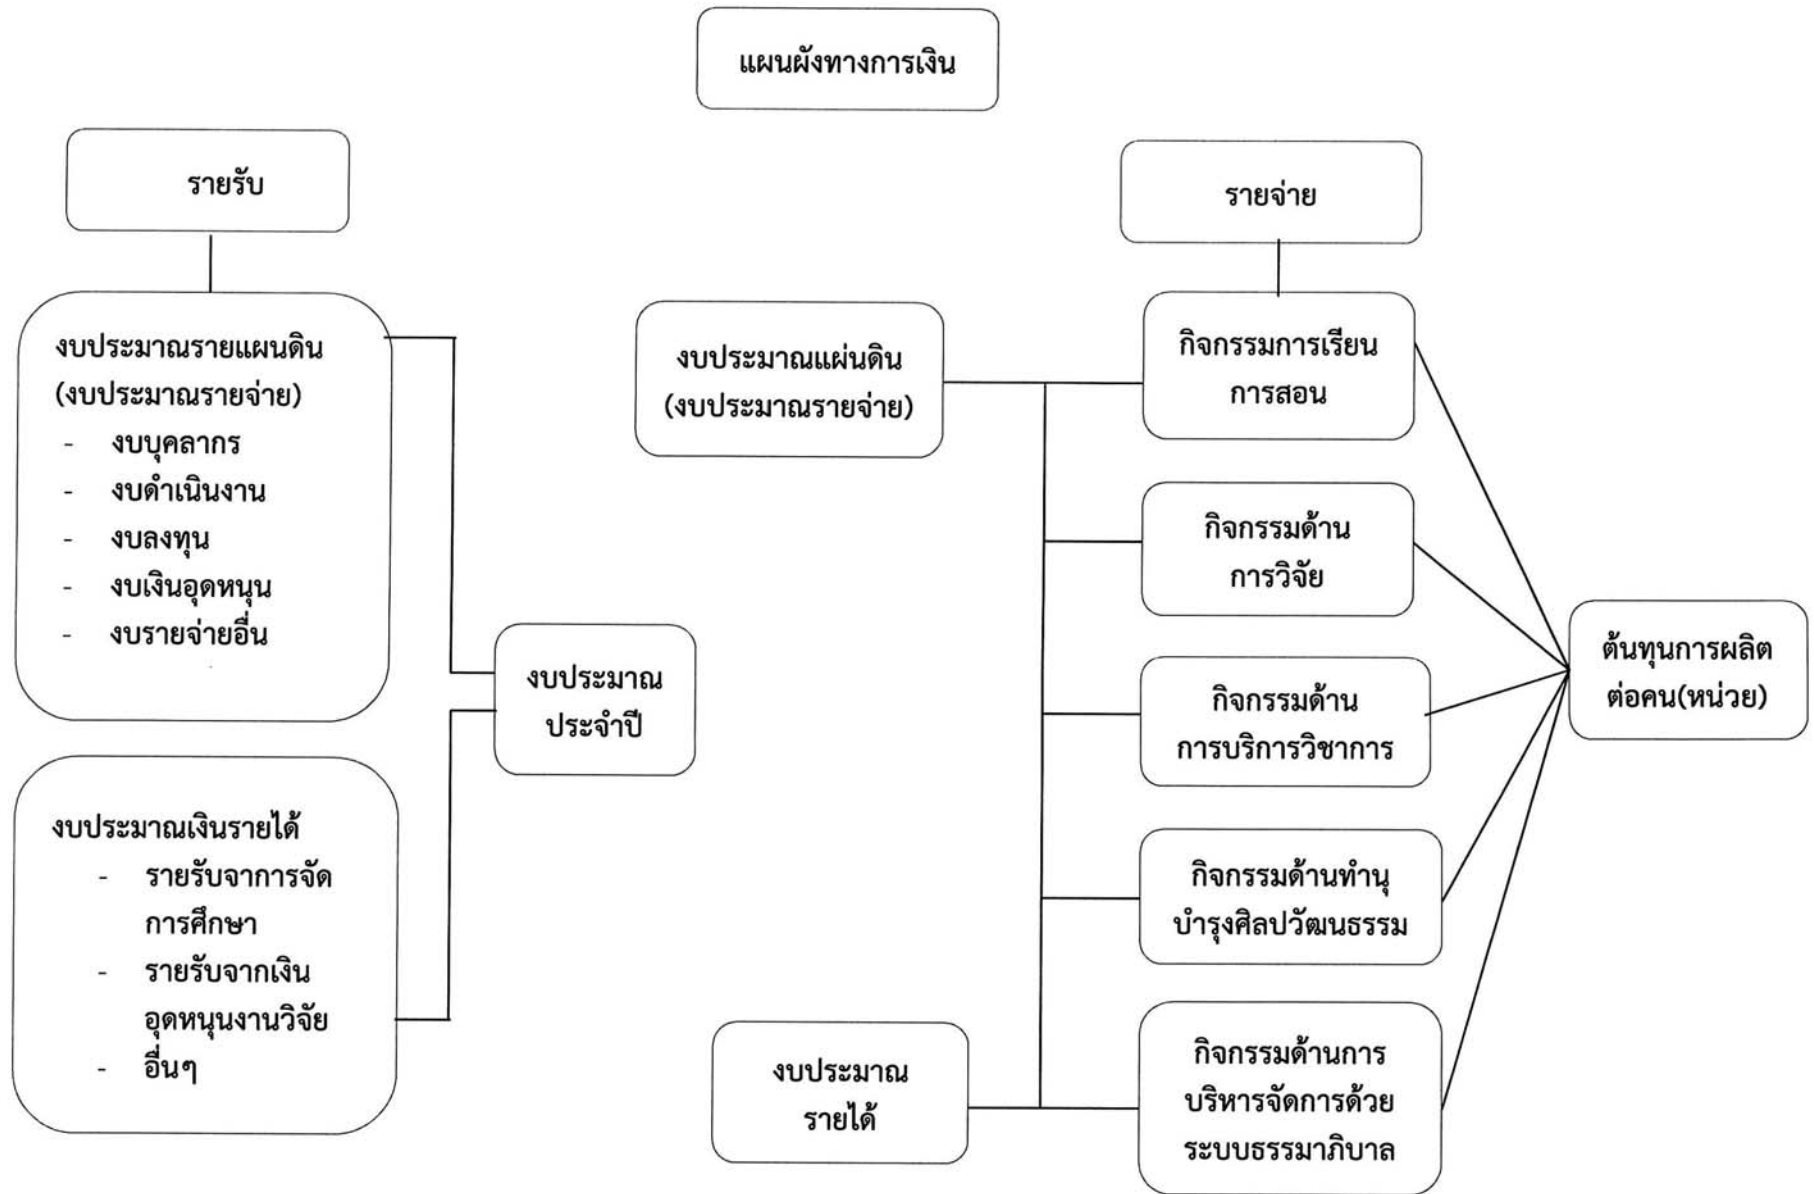 แผนผังทางการเงิน
รายรับ
งบประมาณรายแผนดิน
(งบประมาณรายจ่าย)
- งบบุคลากร
- งบดำเนินงาน
- งบลงทุน
- งบเงินอุดหนุน
- งบรายจ่ายอื่น
งบประมาณเงินรายได้
- รายรับจาการจัด
การศึกษา
- รายรับจากเงิน
อุดหนุนงานวิจัย
- อื่นๆ
งบประมาณ
ประจำปี
รายจ่าย
งบประมาณแผ่นดิน
(งบประมาณรายจ่าย)
งบประมาณ
รายได้
กิจกรรมการเรียน
การสอน
กิจกรรมด้าน
การวิจัย
กิจกรรมด้าน
การบริการวิชาการ
กิจกรรมด้านทำนุ
บำรุงศิลปวัฒนธรรม
กิจกรรมด้านการ
บริหารจัดการด้วย
ระบบธรรมาภิบาล
ต้นทุนการผลิต
ต่อคน(หน่วย)